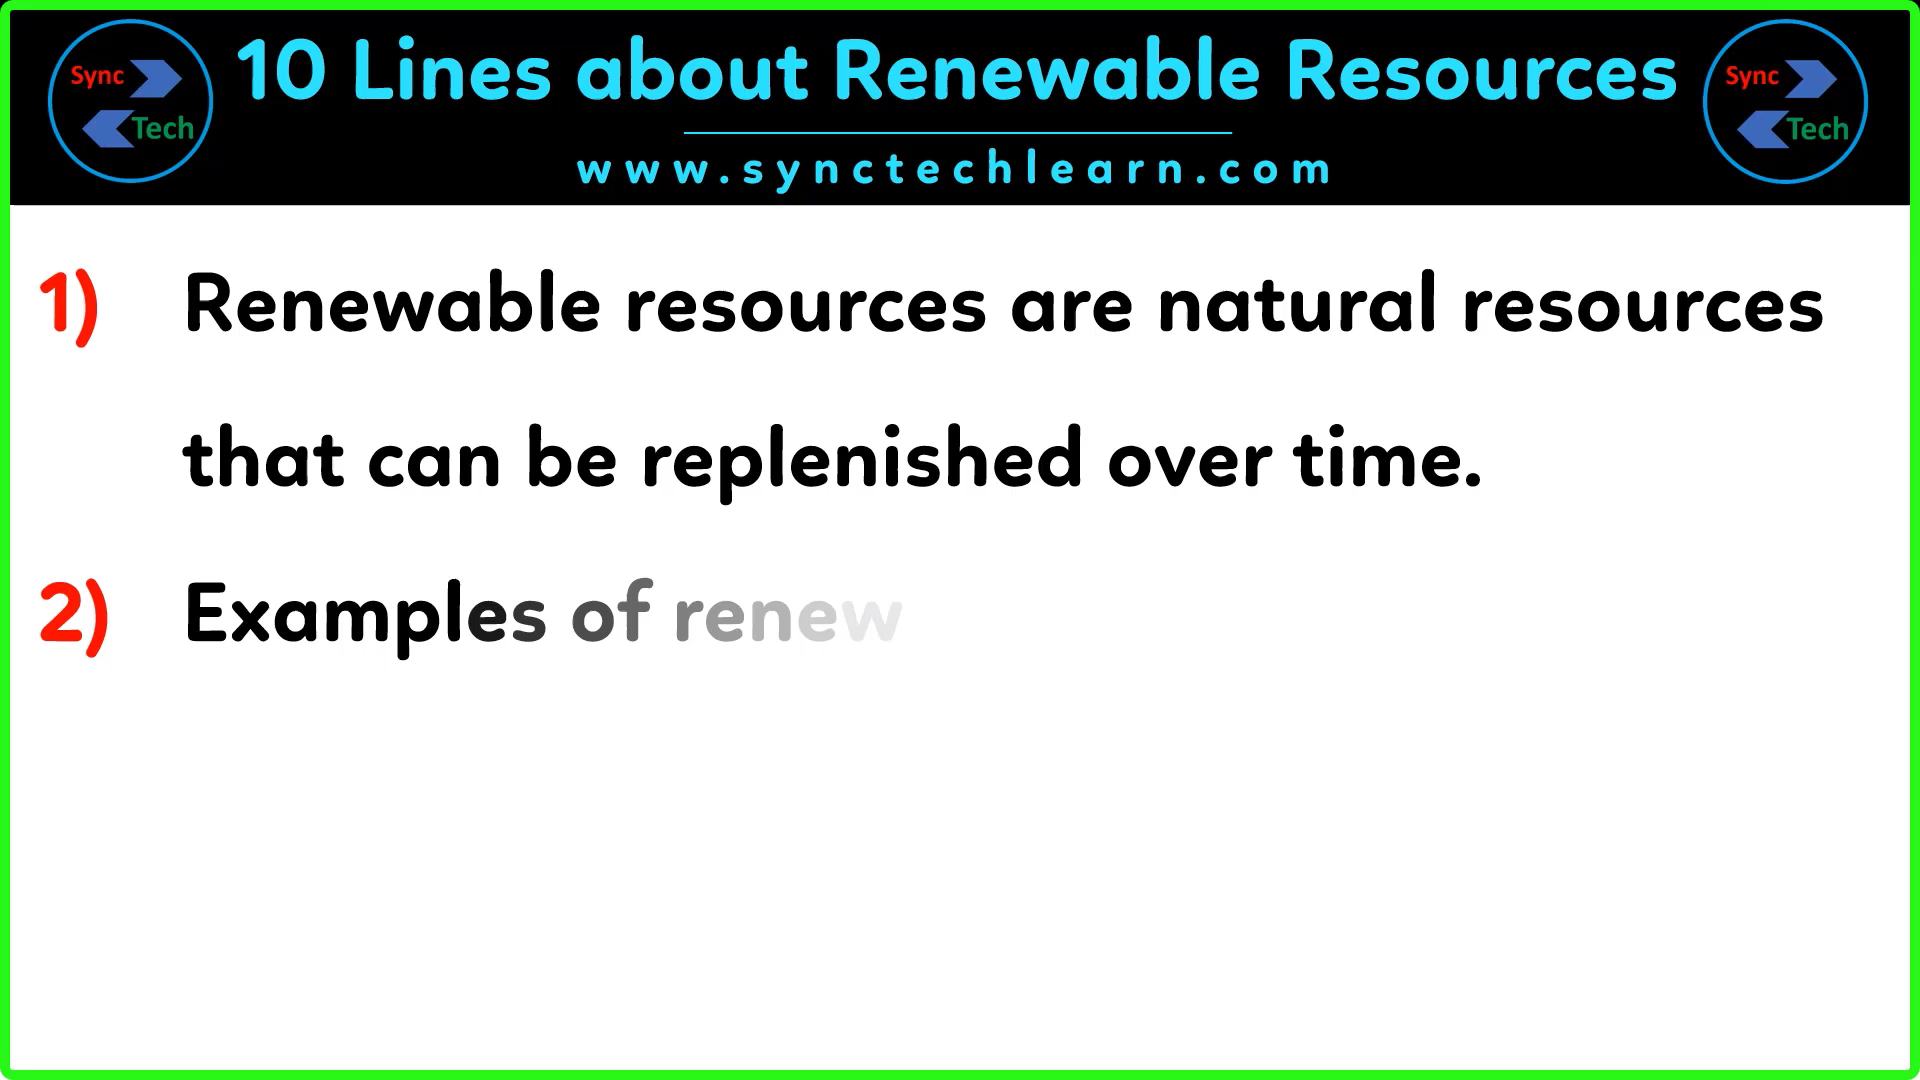 Sync
Tech
10 Lines about Renewable Resources
www.synctechlearn.com
Sync
Tech
1) Renewable resources are natural resources
that can be replenished over time.
2) Examples of renew